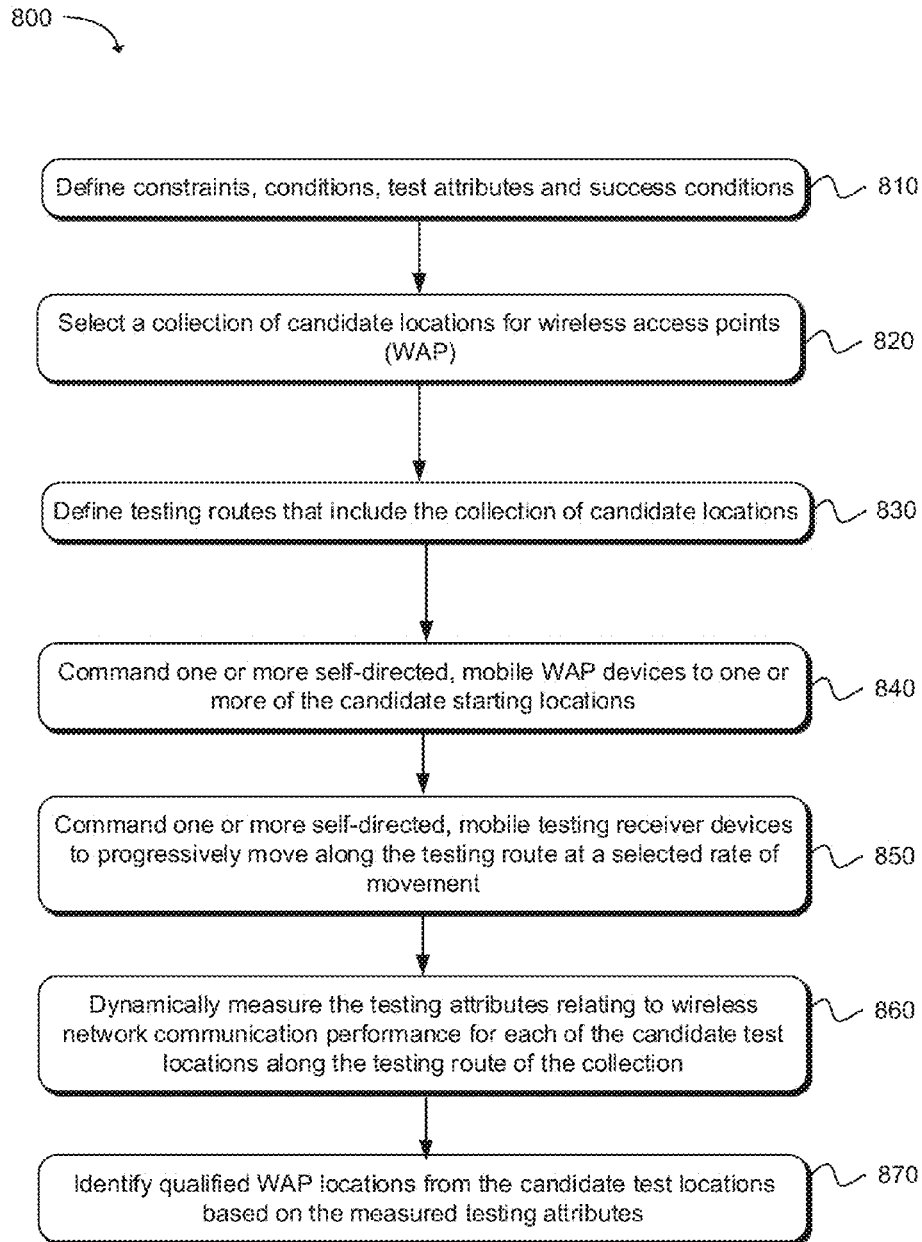 800
Define constraints, conditions, test attributes and success conditions
810
Select a collection of candidate locations for wireless access points
(WAP)
820
Define testing routes that include the collection of candidate locations
830
Command one or more self-directed, mobile WAP devices to one or
more of the candidate starting locations
840
Command one or more self-directed, mobile testing receiver devices
to progressively move along the testing route at a selected rate of
movement
850
Dynamically measure the testing attributes relating to wireless
network communication performance for each of the candidate test
locations along the testing route of the collection
860
Identify qualified WAP locations from the candidate test locations
based on the measured testing attributes
870